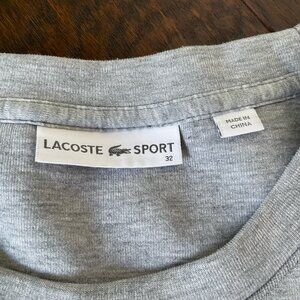 LACOSTE SPORT
32
MADE IN
CHINA